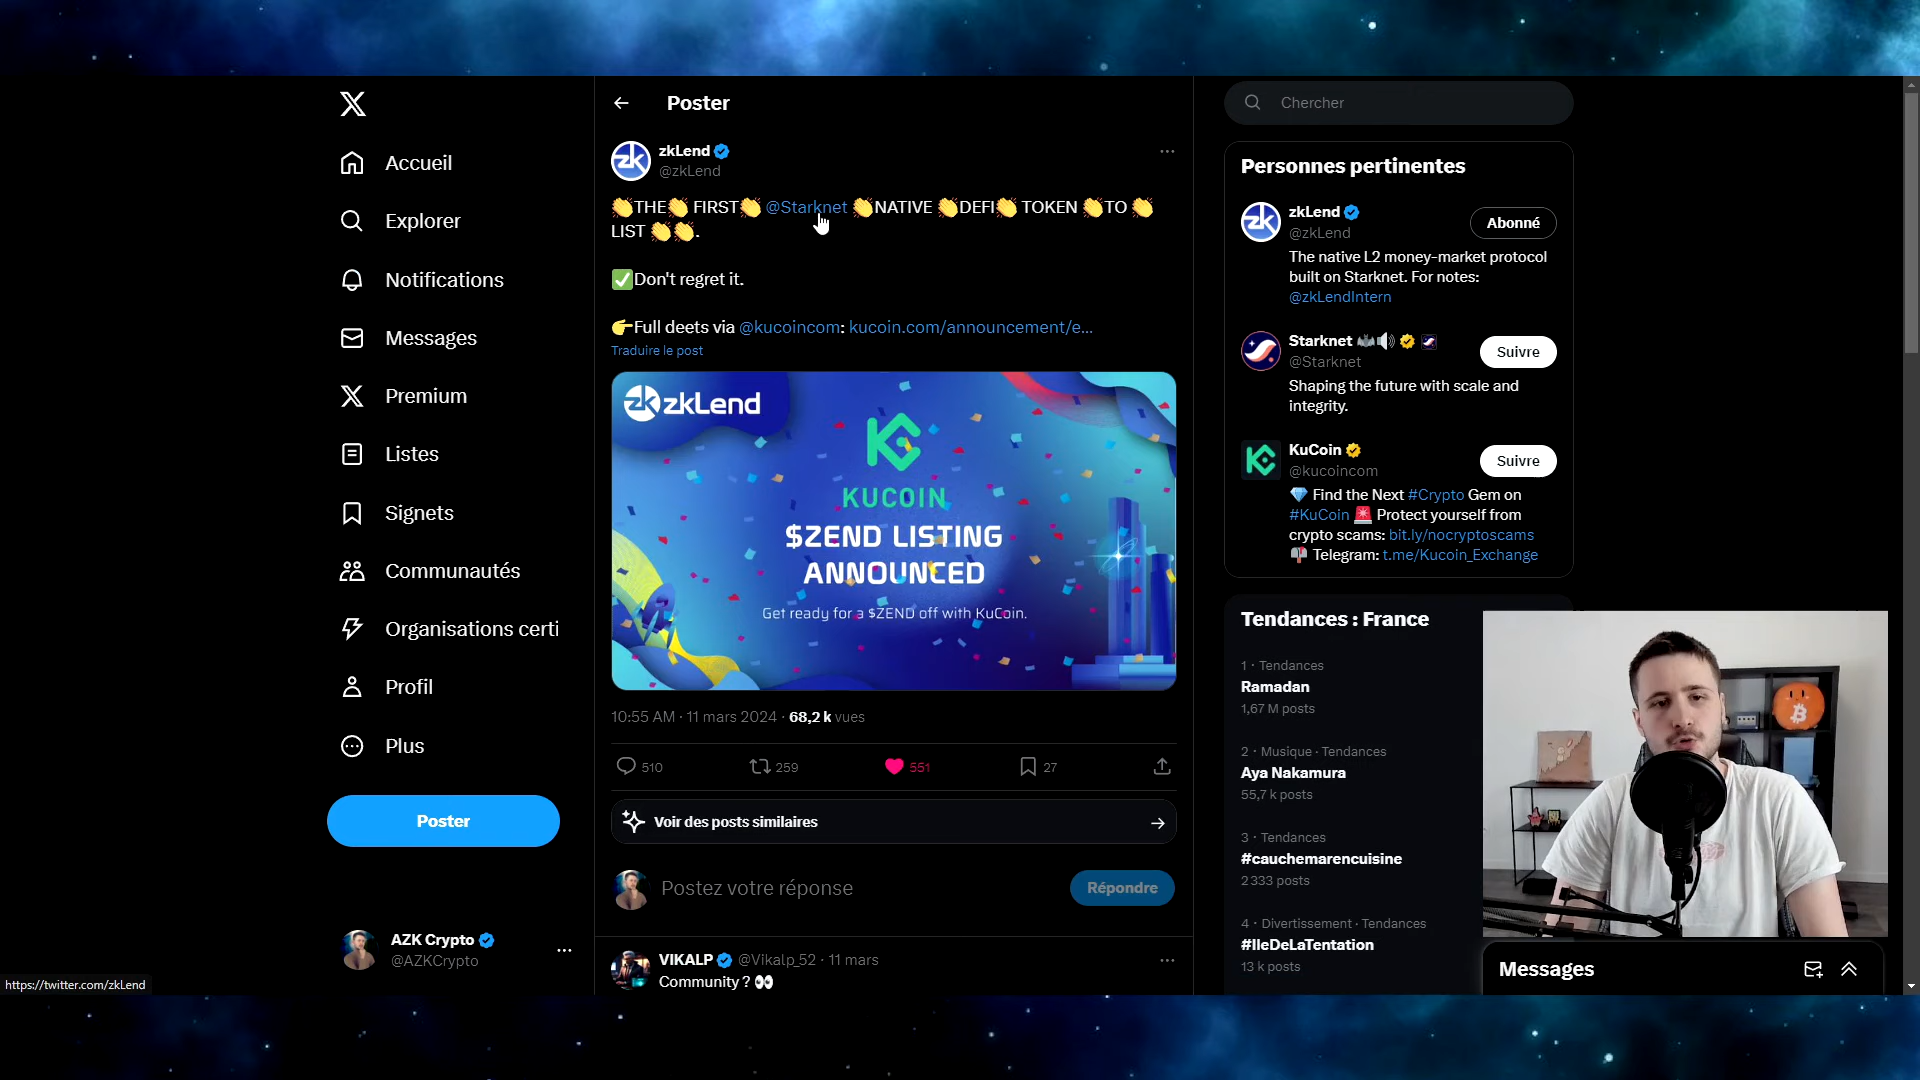 Poster
Chercher
zkLend
@zkLend
👏THE👏 FIRST👏 @Starknet 👏NATIVE 👏DEFI👏 TOKEN 👏TO 👏
LIST 👏👏.
✅Don't regret it.
👉Full deets via @kucoincom: kucoin.com/announcement/e...
Traduire le post
zk zkLend
KUCOIN
$ZEND LISTING
ANNOUNCED
Get ready for a $ZEND off with KuCoin.
10:55 AM · 11 mars 2024 · 68,2 k vues
510 259 551 27
Voir des posts similaires
Postez votre réponse
Répondre
VIKALP @Vikalp_52 · 11 mars
Community ? 👀
Accueil
Explorer
Notifications
Messages
Premium
Listes
Signets
Communautés
Organisations certi
Profil
Plus
Poster
AZK Crypto
@AZKCrypto
https://twitter.com/zkLend
Personnes pertinentes
zkLend
@zkLend
Abonné
The native L2 money-market protocol
built on Starknet. For notes:
@zkLendIntern
Starknet 🦇🔊
@Starknet
Suivre
Shaping the future with scale and
integrity.
KuCoin
@kucoincom
Suivre
💎 Find the Next #Crypto Gem on
#KuCoin 🚨 Protect yourself from
crypto scams: bit.ly/nocryptoscams
📬 Telegram: t.me/Kucoin_Exchange
Tendances : France
1 · Tendances
Ramadan
1,67 M posts
2 · Musique · Tendances
Aya Nakamura
55,7 k posts
3 · Tendances
#cauchemarencuisine
2 333 posts
4 · Divertissement · Tendances
#IleDeLaTentation
13 k posts
Messages